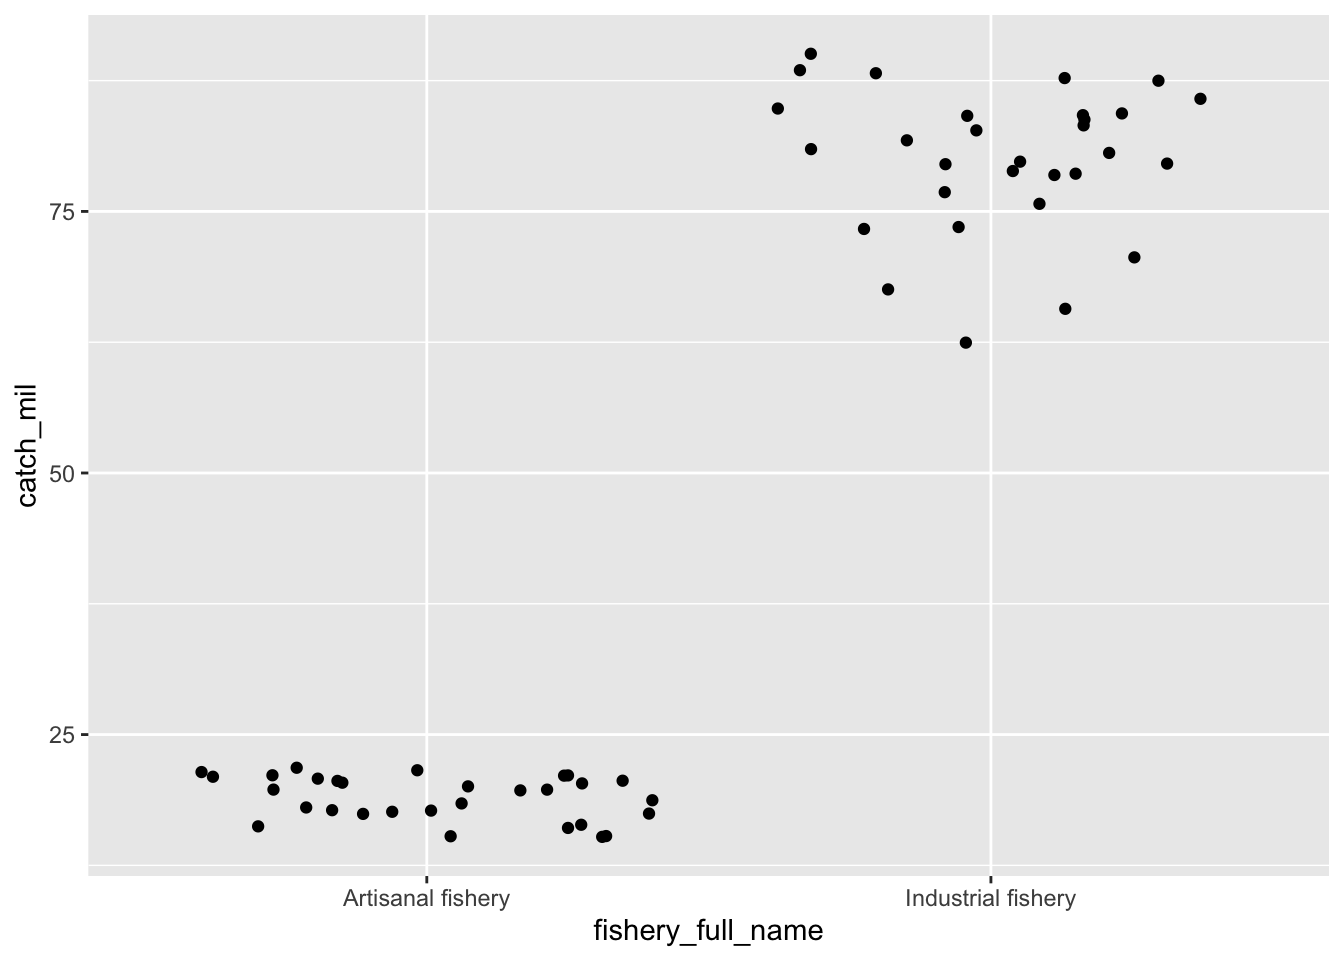 catch_mil
75
50
25
Artisanal fishery
Industrial fishery
fishery_full_name